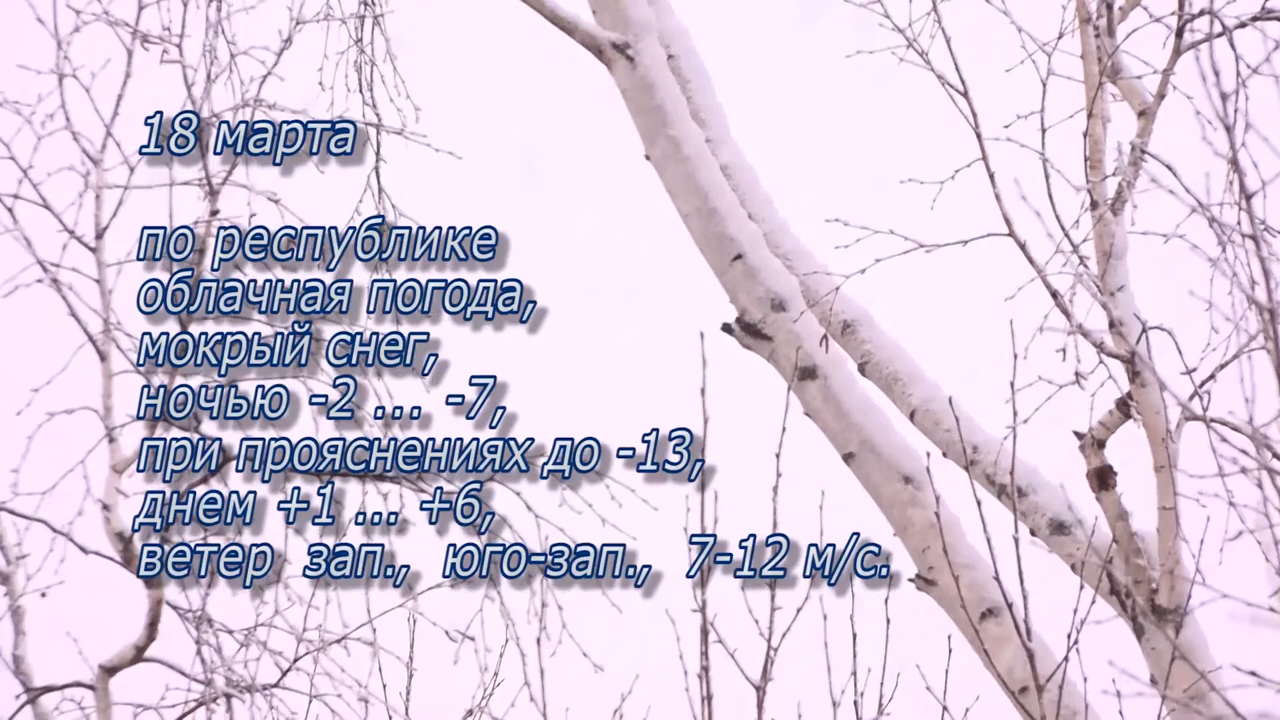 18 марта
по республике
облачная погода,
мокрый снег,
ночью -2 ... -7,
при прояснениях до -13,
днем +1 ... +6,
ветер зап., юго-зап., 7-12 м/с.